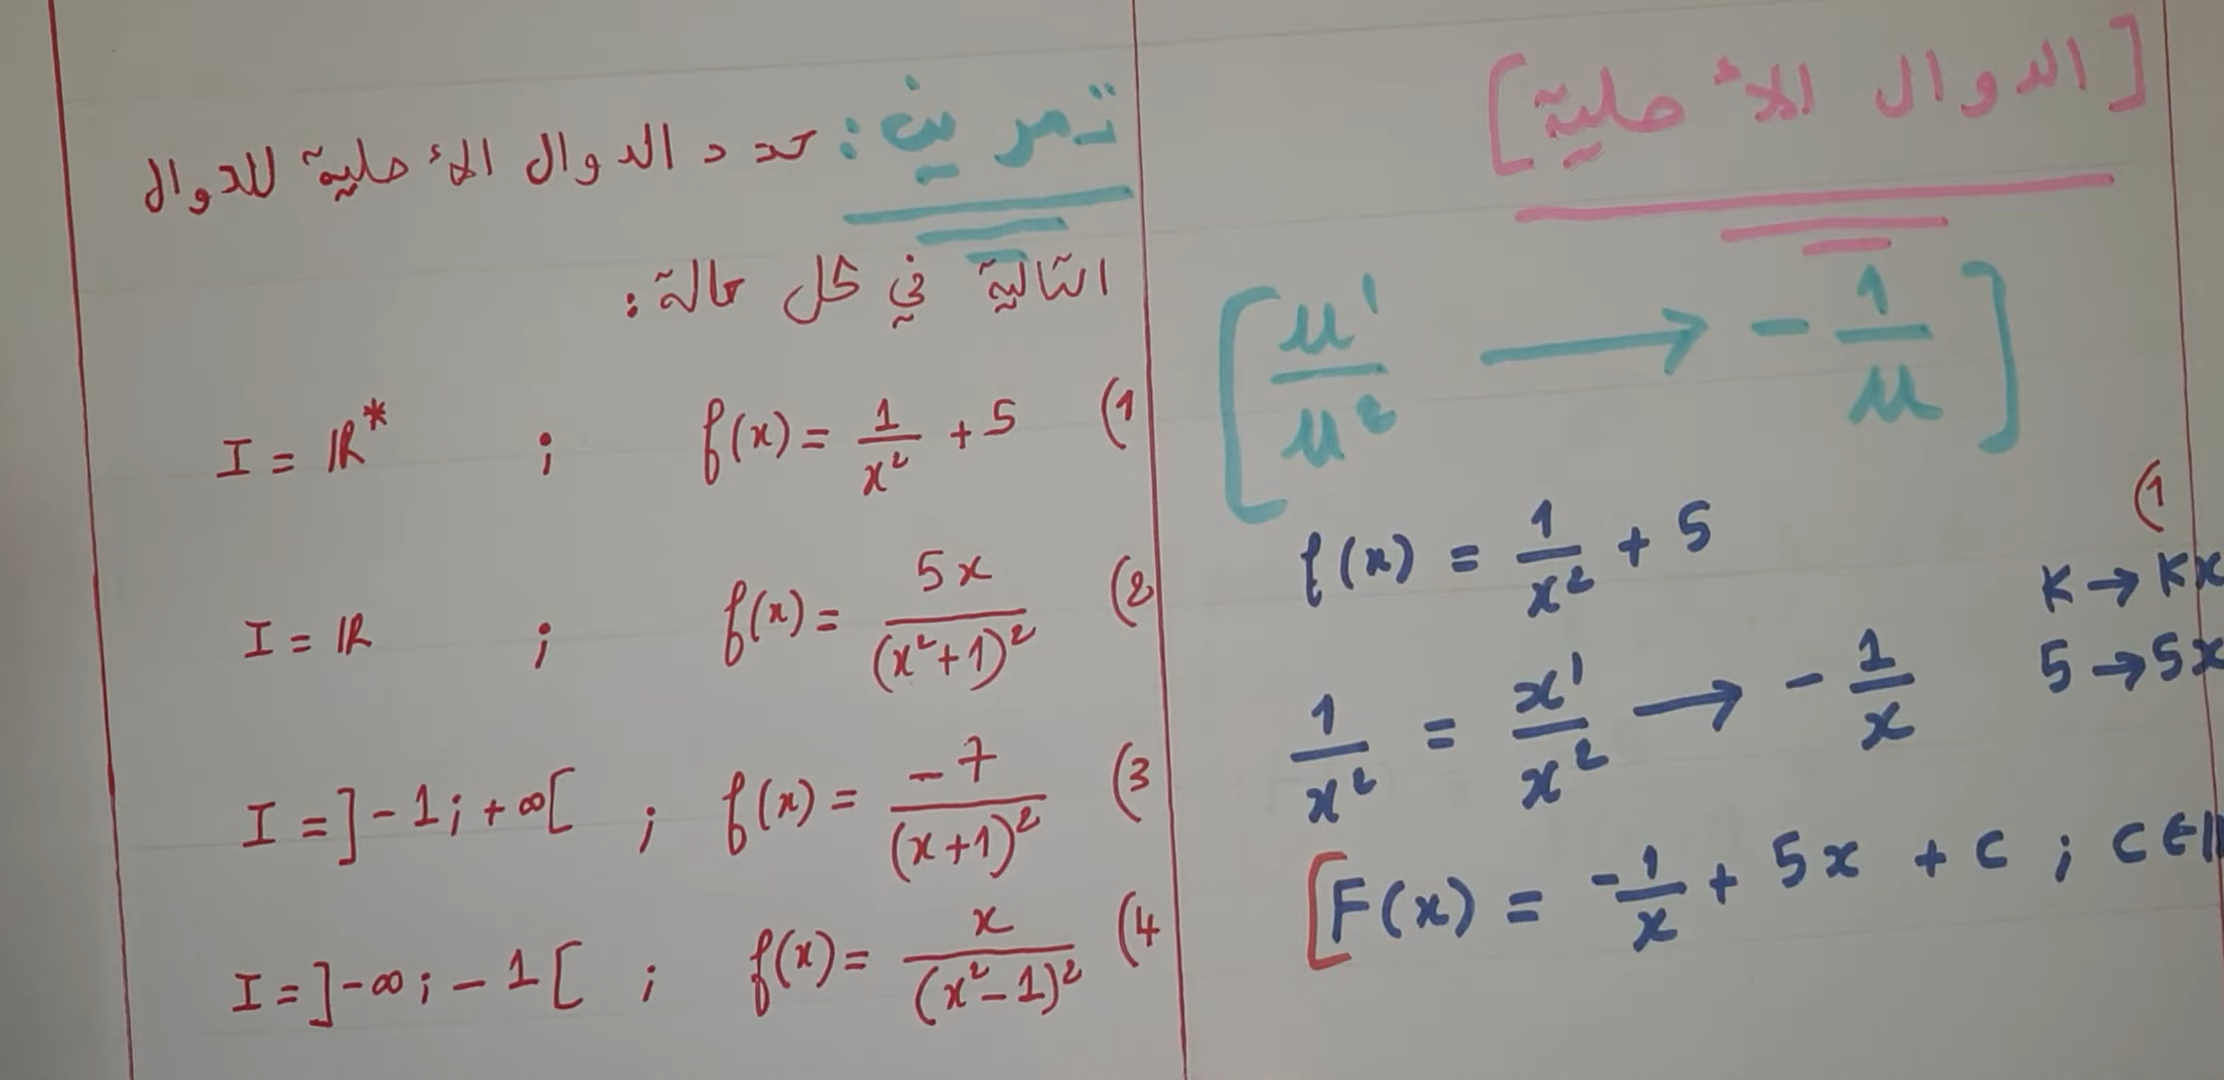 [الدوال الأصلية]
[u'/u² → -1/u]
تمرين: حدد الدوال الأصلية للدوال
التالية في كل حالة:
1) f(x) = 1/x² + 5 ; I = ℝ*
2) f(x) = 5x/(x²+1)² ; I = ℝ
3) f(x) = -7/(x+1)² ; I = ]-1; +∞[
4) f(x) = x/(x²-1)² ; I = ]-∞; -1[
1)
f(x) = 1/x² + 5
K → Kx
5 → 5x
1/x² = x'/x² → -1/x
[F(x) = -1/x + 5x + c ; c ∈